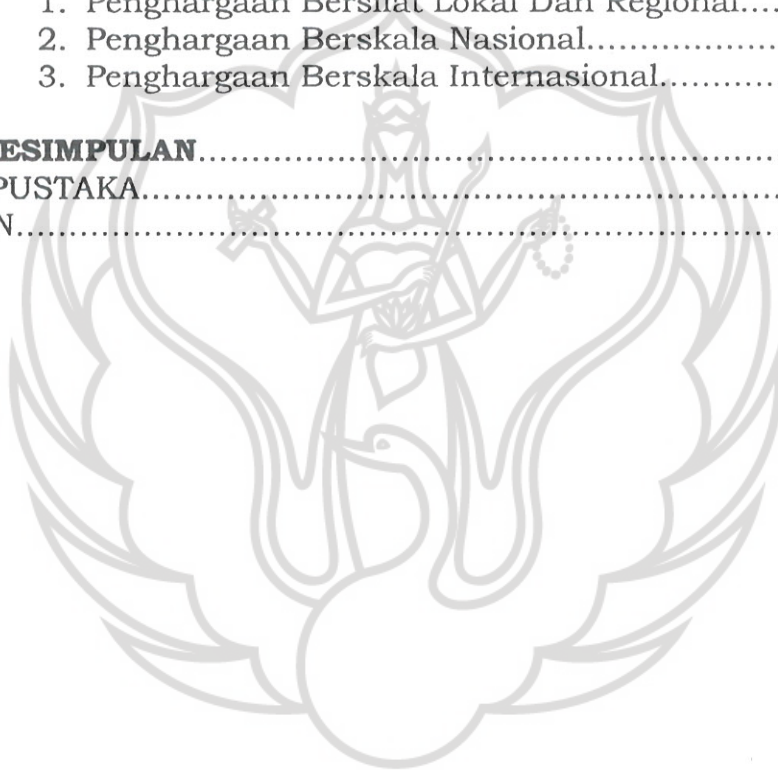 1. Penghargaan Bersifat Lokal Dan Regional....
2. Penghargaan Berskala Nasional.................
3. Penghargaan Berskala Internasional...........
ESIMPULAN..........................................................
PUSTAKA...............................................................
N............................................................................